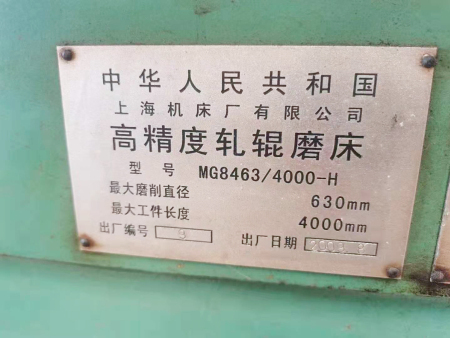 中华人民共和国
上海机床厂有限公司
高精度轧辊磨床
型号 MG8463/4000-H
最大磨削直径 630mm
最大工件长度 4000mm
出厂编号 出厂日期